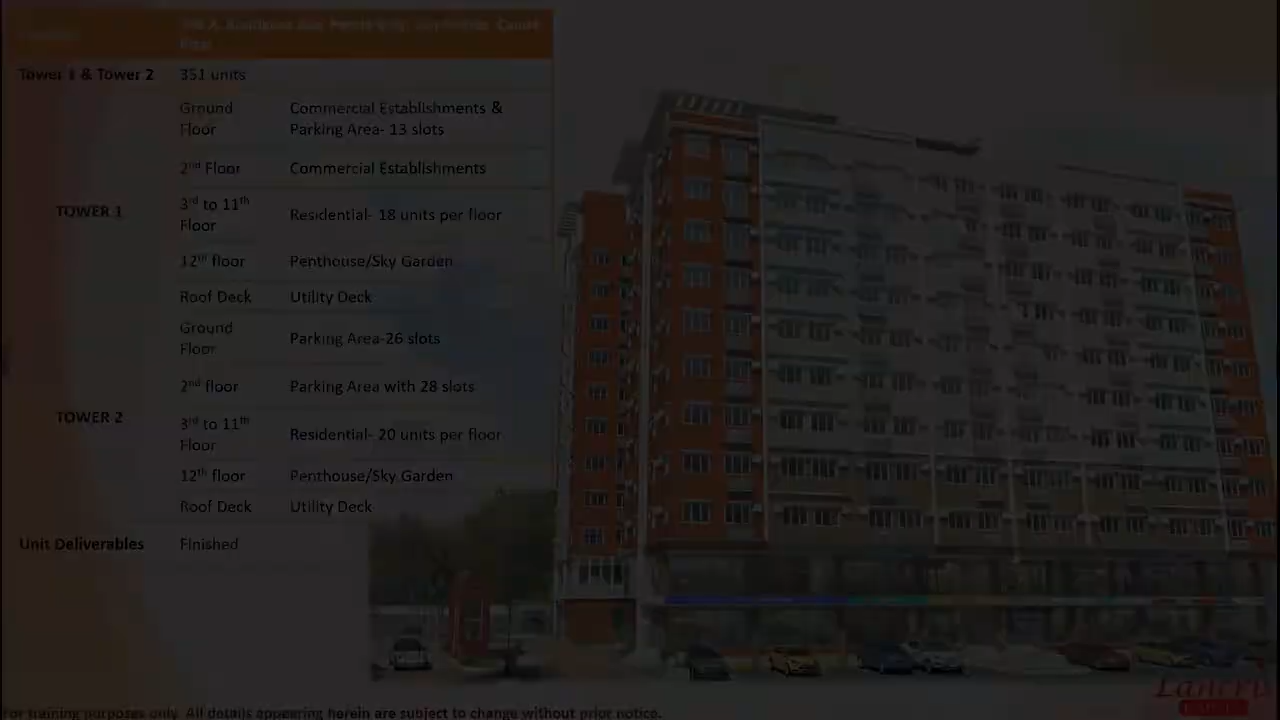 Tower 1 & Tower 2 351 units
Ground Floor Commercial Establishments & Parking Area- 13 slots
2nd Floor Commercial Establishments
TOWER 1
3rd to 11th Floor Residential- 18 units per floor
12th floor Penthouse/Sky Garden
Roof Deck Utility Deck
Ground Floor Parking Area-26 slots
2nd floor Parking Area with 28 slots
TOWER 2
3rd to 11th Floor Residential- 20 units per floor
12th floor Penthouse/Sky Garden
Roof Deck Utility Deck
Unit Deliverables Finished
For training purposes only. All details appearing herein are subject to change without prior notice.